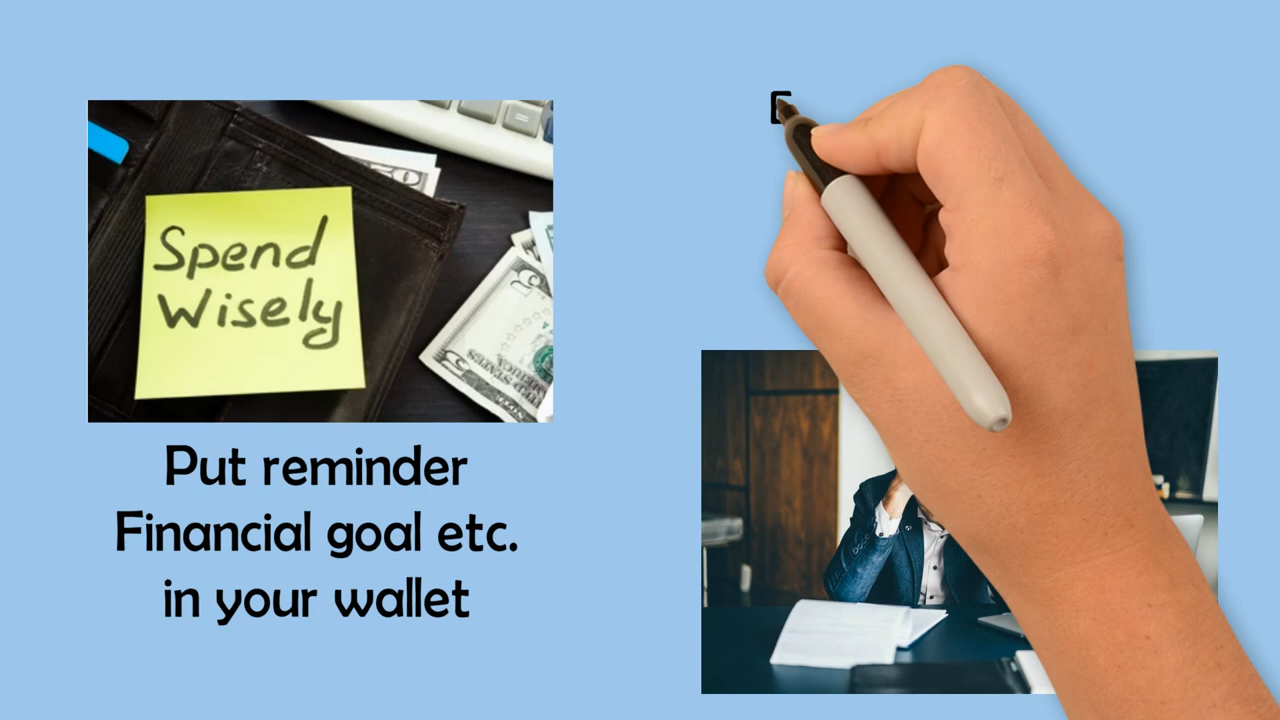 Spend
Wisely
Put reminder
Financial goal etc.
in your wallet